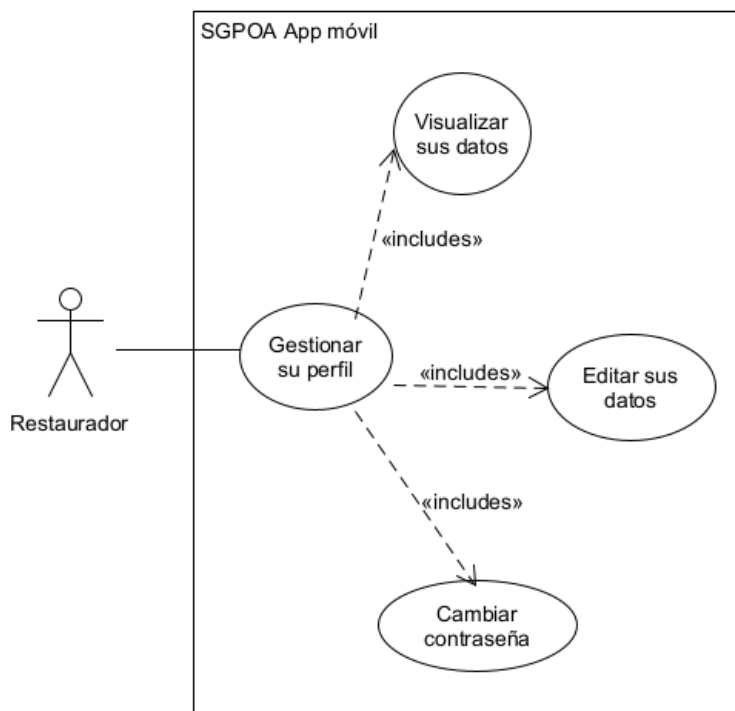 SGPOA App móvil
Visualizar
sus datos
«includes»
Gestionar
su perfil
«includes»
Editar sus
datos
Restaurador
«includes»
Cambiar
contraseña